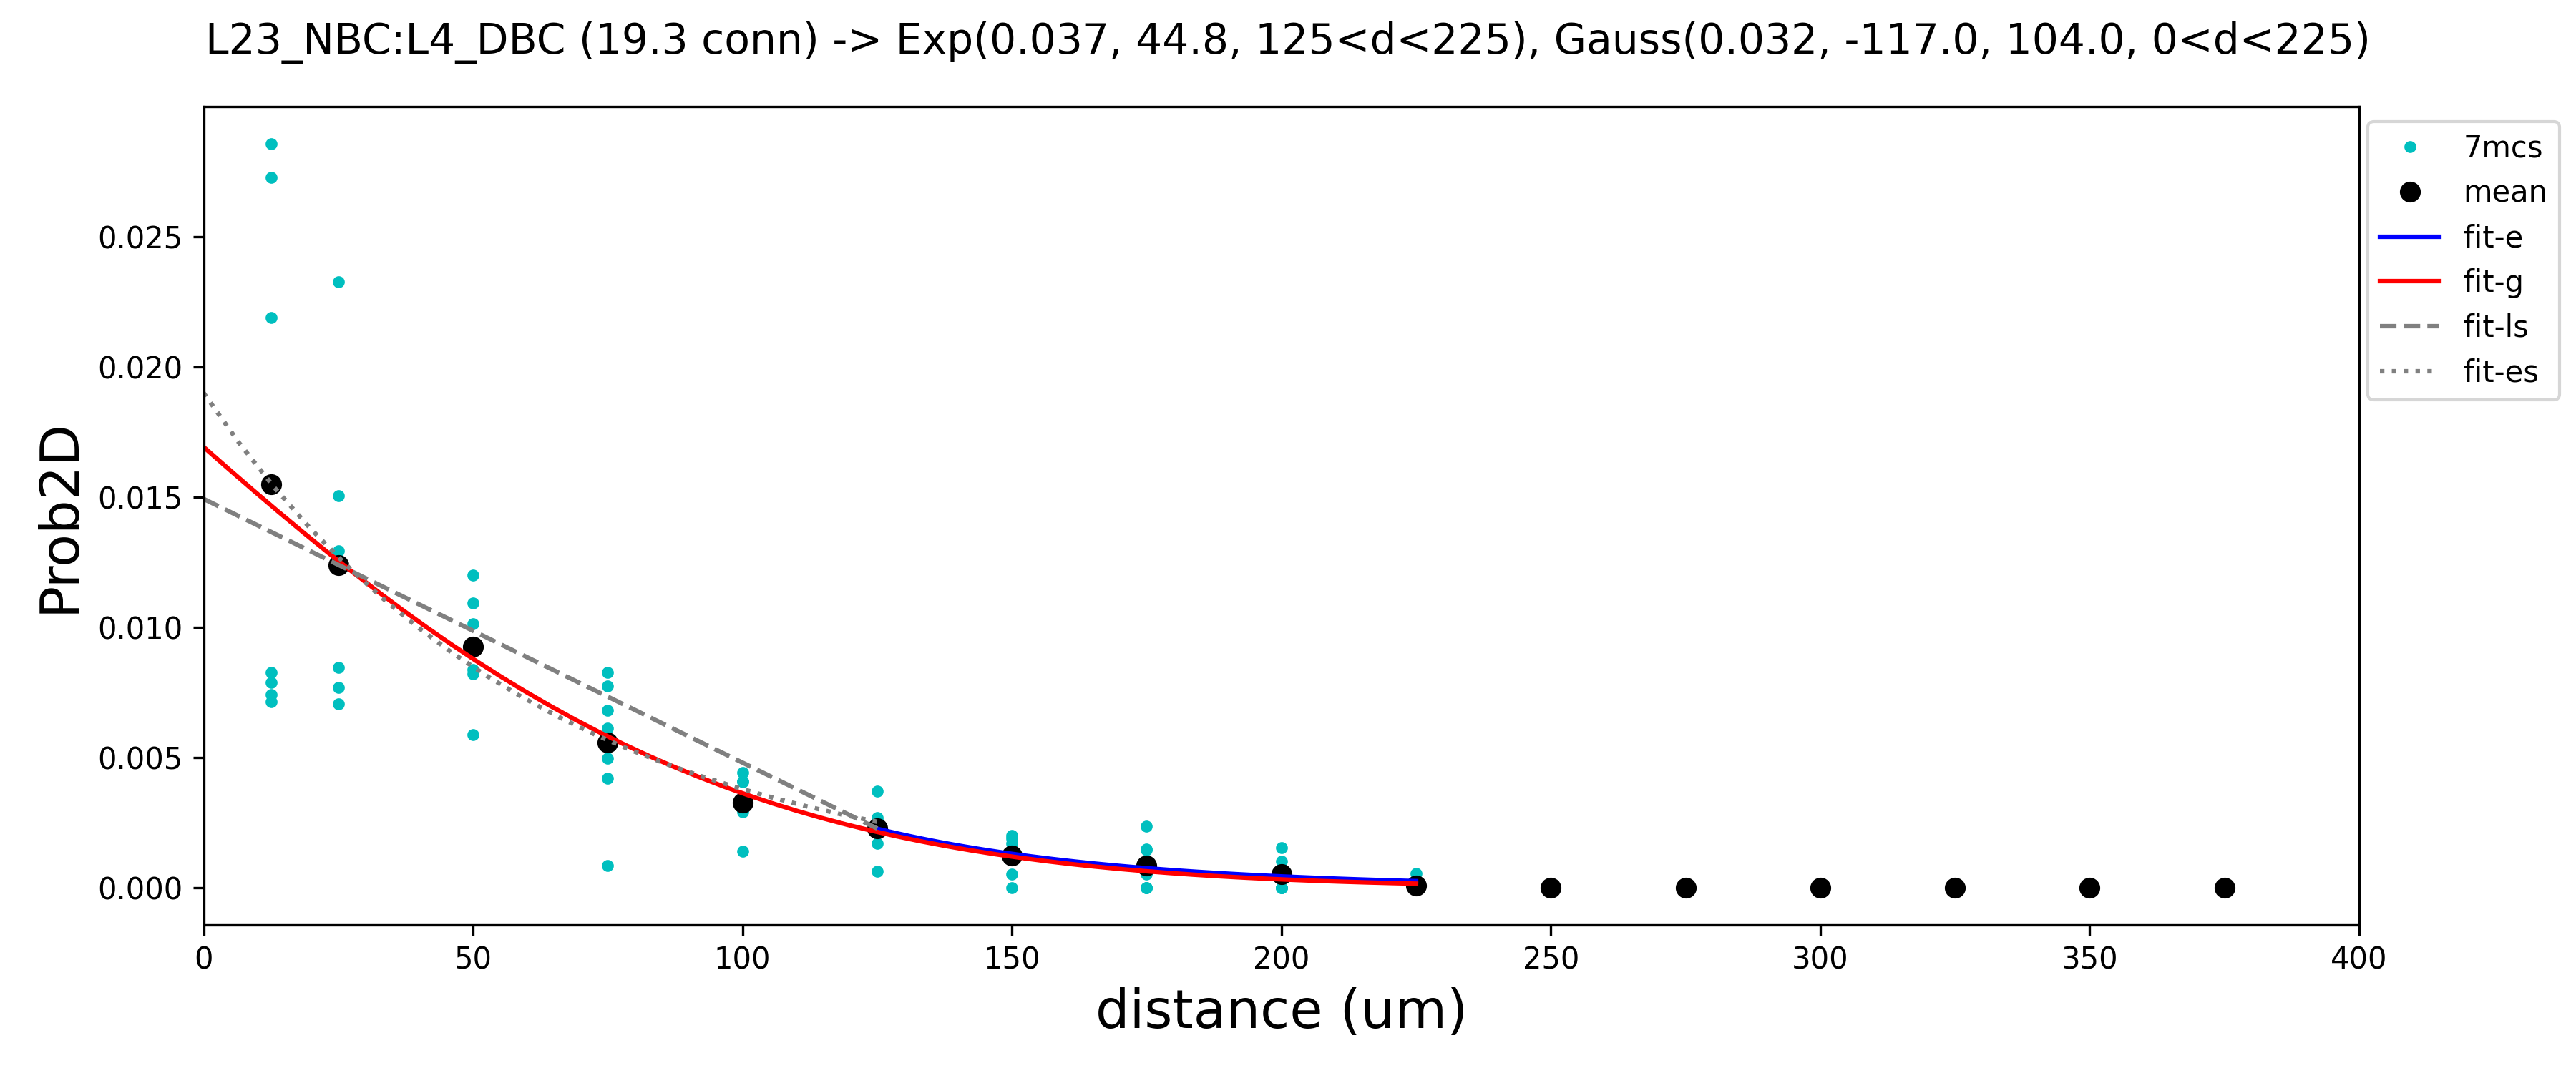 L23_NBC:L4_DBC (19.3 conn) -> Exp(0.037, 44.8, 125<d<225), Gauss(0.032, -117.0, 104.0, 0<d<225)
7mcs
mean
fit-e
fit-g
fit-ls
fit-es
Prob2D
0.025
0.020
0.015
0.010
0.005
0.000
0 50 100 150 200 250 300 350 400
distance (um)